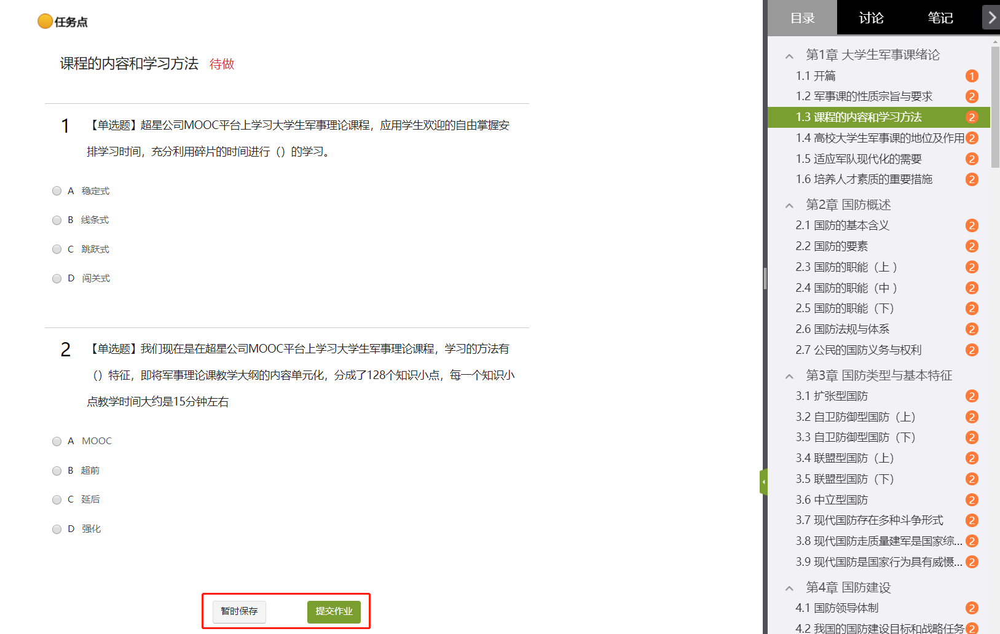 任务点
课程的内容和学习方法 待做
1 【单选题】超星公司MOOC平台上学习大学生军事理论课程，应用学生欢迎的自由掌握安
排学习时间，充分利用碎片的时间进行（）的学习。
A 稳定式
B 线条式
C 跳跃式
D 闯关式
2 【单选题】我们现在是在超星公司MOOC平台上学习大学生军事理论课程，学习的方法有
（）特征，即将军事理论课教学大纲的内容单元化，分成了128个知识小点，每一个知识小
点教学时间大约是15分钟左右
A MOOC
B 超前
C 延后
D 强化
暂时保存 提交作业
目录 讨论 笔记
第1章 大学生军事课绪论
1.1 开篇 1
1.2 军事课的性质宗旨与要求 2
1.3 课程的内容和学习方法 2
1.4 高校大学生军事课的地位及作用 2
1.5 适应军队现代化的需要 2
1.6 培养人才素质的重要措施 2
第2章 国防概述
2.1 国防的基本含义 2
2.2 国防的要素 2
2.3 国防的职能（上 ） 2
2.4 国防的职能（中 ） 2
2.5 国防的职能（下） 2
2.6 国防法规与体系 2
2.7 公民的国防义务与权利 2
第3章 国防类型与基本特征
3.1 扩张型国防 2
3.2 自卫防御型国防（上） 2
3.3 自卫防御型国防（下） 2
3.4 联盟型国防（上） 2
3.5 联盟型国防（下） 2
3.6 中立型国防 2
3.7 现代国防存在多种斗争形式 2
3.8 现代国防走质量建军是国家综... 2
3.9 现代国防是国家行为具有威慑... 2
第4章 国防建设
4.1 国防领导体制 2
4.2 我国的国防建设目标和战略任务 2